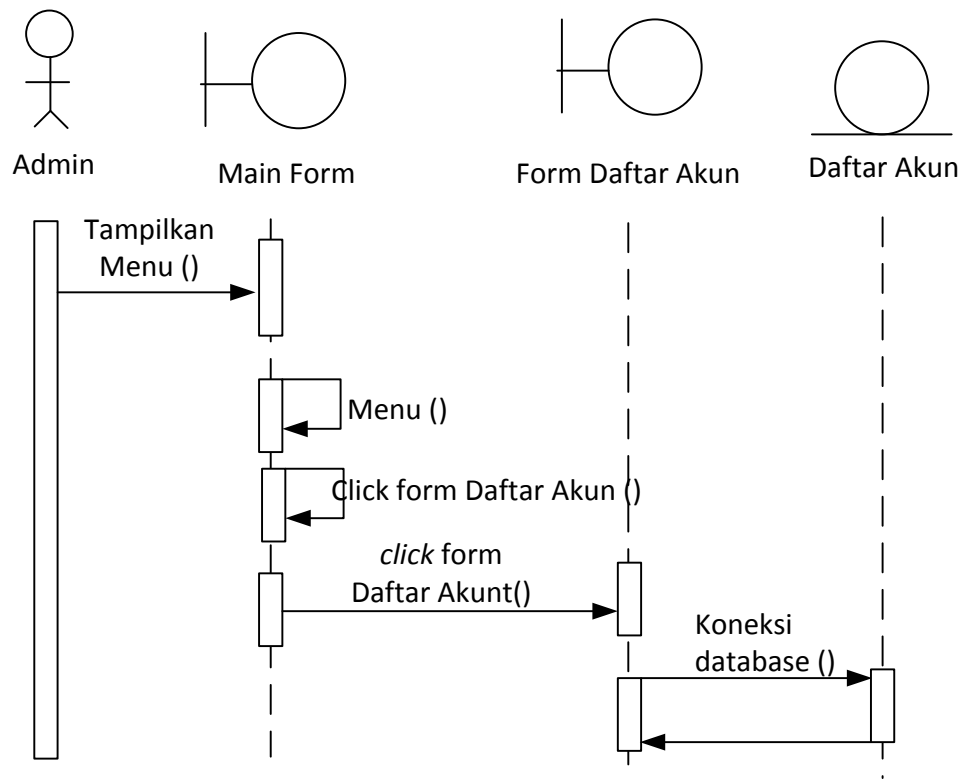 Admin
Main Form
Form Daftar Akun
Daftar Akun
Tampilkan
Menu ()
Menu ()
Click form Daftar Akun ()
click form
Daftar Akunt()
Koneksi
database ()